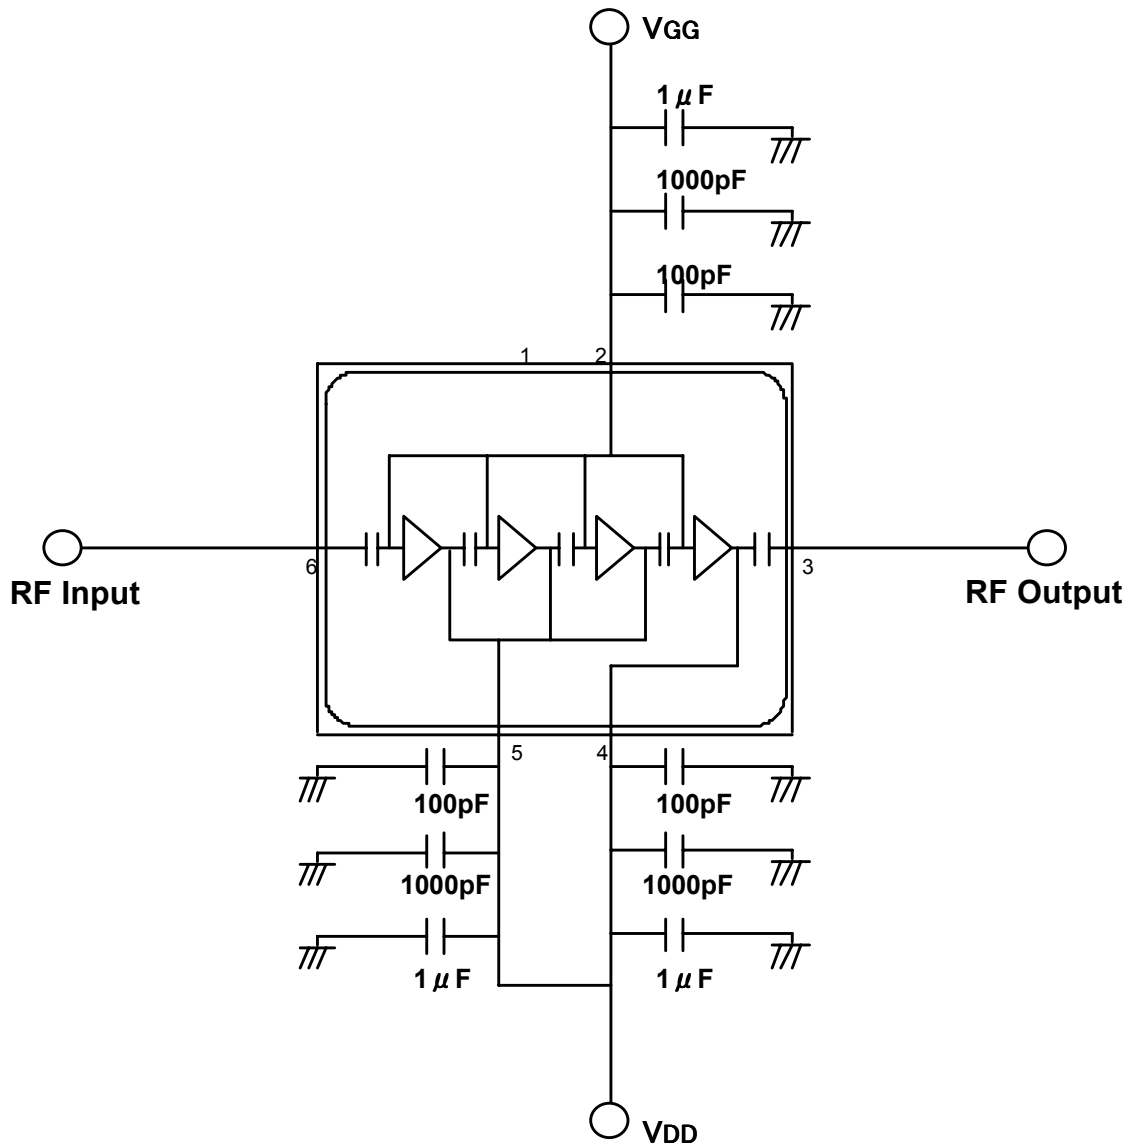 VGG
1μF
1000pF
100pF
1 2
6 3
RF Input RF Output
5 4
100pF 100pF
1000pF 1000pF
1μF 1μF
VDD